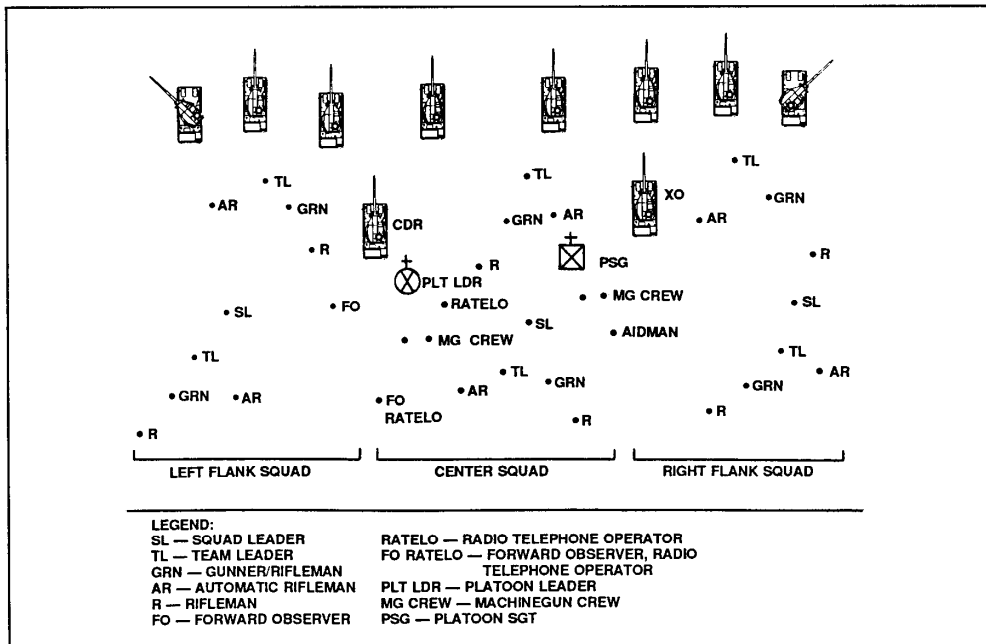 TL
TL
TL
XO
AR
GRN
GRN
AR
CDR
GRN
AR
R
R
PSG
R
PLT LDR
MG CREW
FO
RATELO
SL
SL
SL
AIDMAN
MG CREW
TL
TL
TL
AR
GRN
GRN
AR
AR
GRN
FO
RATELO
R
R
R
LEFT FLANK SQUAD
CENTER SQUAD
RIGHT FLANK SQUAD
LEGEND:
SL — SQUAD LEADER
TL — TEAM LEADER
GRN — GUNNER/RIFLEMAN
AR — AUTOMATIC RIFLEMAN
R — RIFLEMAN
FO — FORWARD OBSERVER
RATELO — RADIO TELEPHONE OPERATOR
FO RATELO — FORWARD OBSERVER, RADIO
TELEPHONE OPERATOR
PLT LDR — PLATOON LEADER
MG CREW — MACHINEGUN CREW
PSG — PLATOON SGT